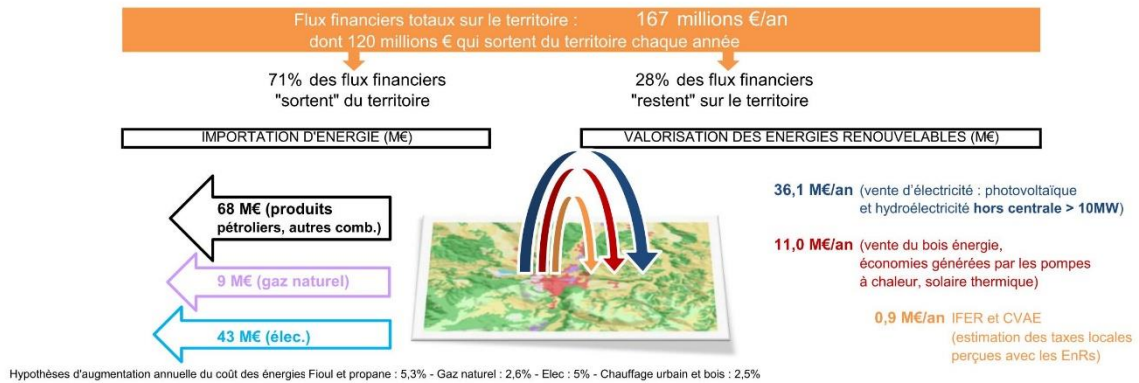 Flux financiers totaux sur le territoire : 167 millions €/an
dont 120 millions € qui sortent du territoire chaque année
71% des flux financiers
"sortent" du territoire
28% des flux financiers
"restent" sur le territoire
IMPORTATION D'ENERGIE (M€)
VALORISATION DES ENERGIES RENOUVELABLES (M€)
68 M€ (produits
pétroliers, autres comb.)
9 M€ (gaz naturel)
43 M€ (élec.)
36,1 M€/an (vente d'électricité : photovoltaïque
et hydroélectricité hors centrale > 10MW)
11,0 M€/an (vente du bois énergie,
économies générées par les pompes
à chaleur, solaire thermique)
0,9 M€/an IFER et CVAE
(estimation des taxes locales
perçues avec les EnRs)
Hypothèses d'augmentation annuelle du coût des énergies Fioul et propane : 5,3% - Gaz naturel : 2,6% - Elec : 5% - Chauffage urbain et bois : 2,5%